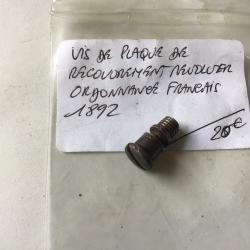 VIS DE PLAQUE DE
RECOUVREMENT REVOLVER
ORDONNANCE FRANCAIS
1892
20€